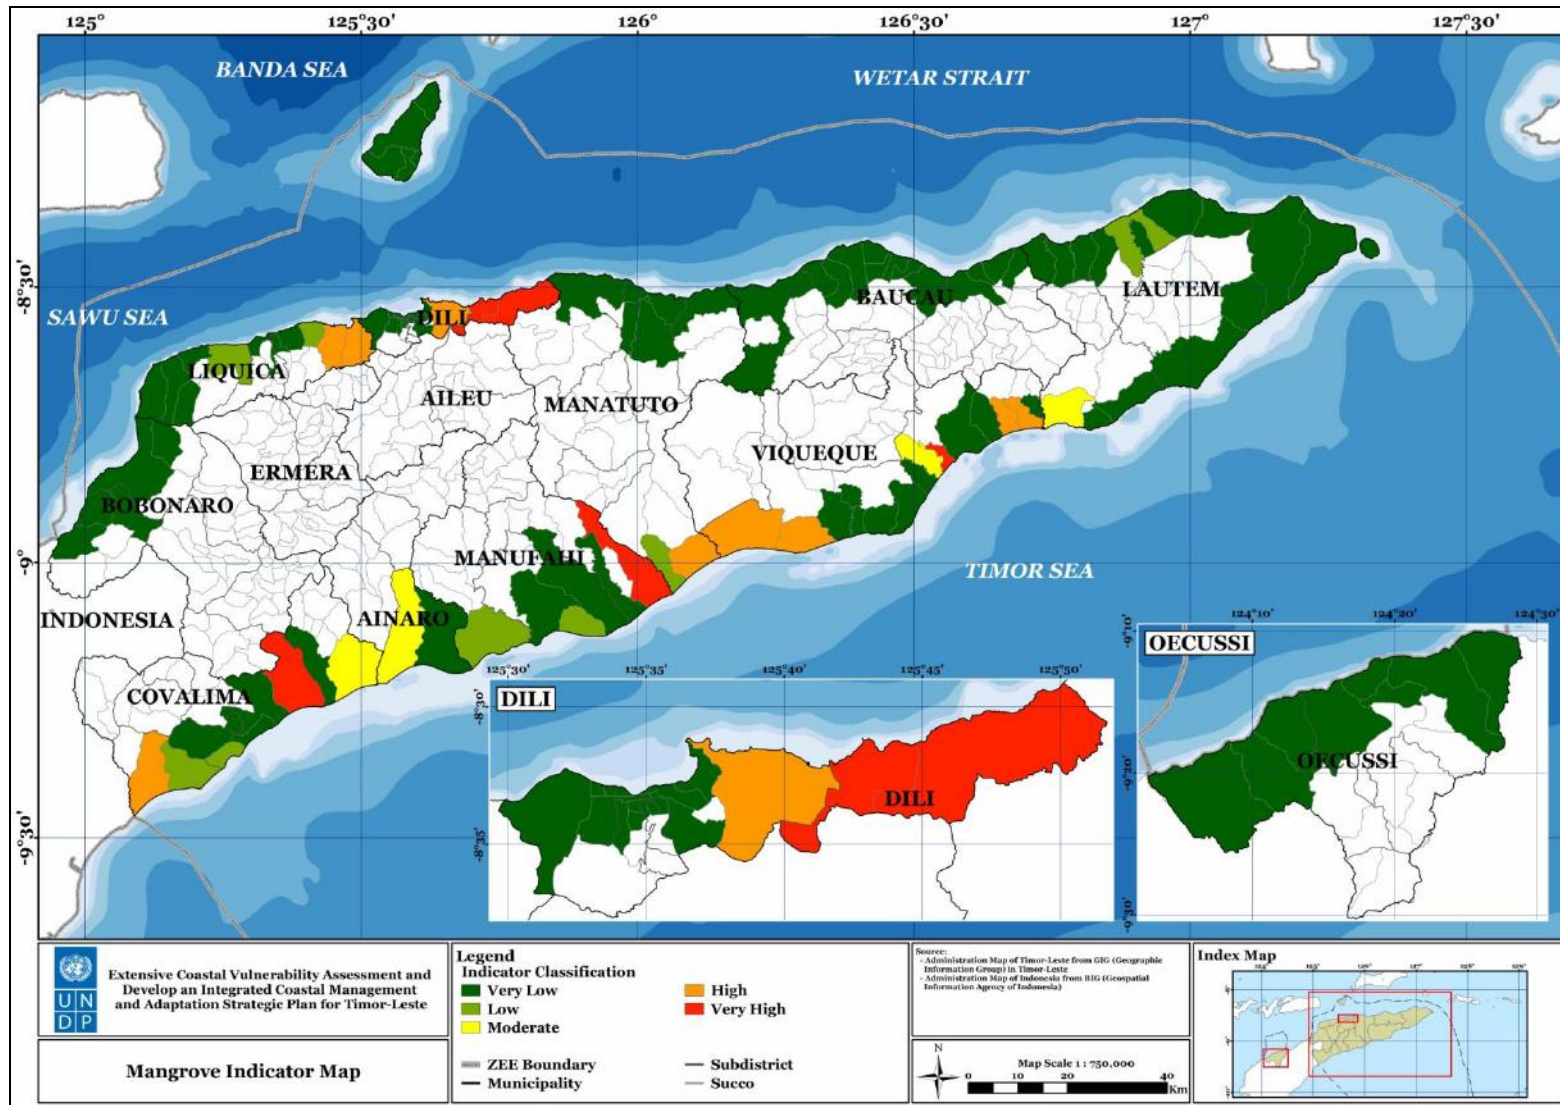 125° 125°30' 126° 126°30' 127° 127°30'
BANDA SEA
WETAR STRAIT
-8°30'
SAWU SEA
DILI
BAUCAU
LAUTEM
LIQUICA
AILEU
MANATUTO
ERMERA
VIQUEQUE
BOBONARO
MANUFAHI
-9°
TIMOR SEA
INDONESIA
AINARO
COVALIMA
-9°30'
125°30' 125°35' 125°40' 125°45' 125°50'
DILI
-8°30'
DILI
-8°35'
124°10' 124°20' 124°30'
OECUSSI
-9°10'
OECUSSI
-9°20'
-9°30'
U N
D P
Extensive Coastal Vulnerability Assessment and
Develop an Integrated Coastal Management
and Adaptation Strategic Plan for Timor-Leste
Mangrove Indicator Map
Legend
Indicator Classification
Very Low
Low
Moderate
High
Very High
ZEE Boundary
Municipality
Subdistrict
Succo
Source:
- Administration Map of Timor-Leste from GIG (Geographic
Information Group) in Timor-Leste
- Administration Map of Indonesia from BIG (Geospatial
Information Agency of Indonesia)
N
Map Scale 1 : 750,000
0 10 20 40
Km
Index Map